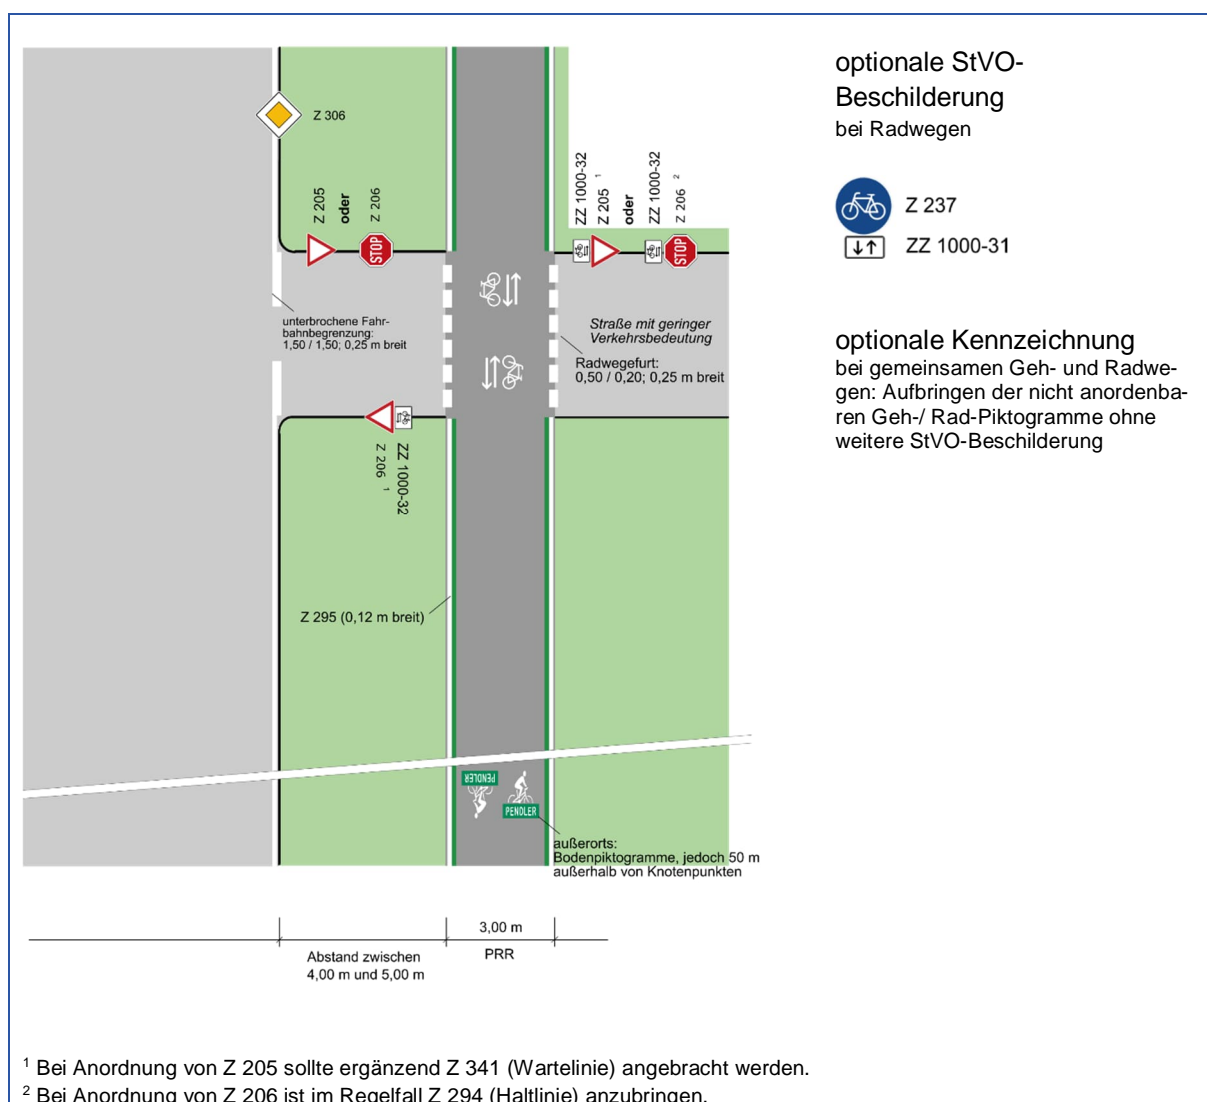 optionale StVO-
Beschilderung
bei Radwegen
Z 237
ZZ 1000-31
optionale Kennzeichnung
bei gemeinsamen Geh- und Radwe-
gen: Aufbringen der nicht anordenba-
ren Geh-/ Rad-Piktogramme ohne
weitere StVO-Beschilderung
Z 306
Z 205
oder
Z 206
STOP
ZZ 1000-32
Z 205 1
oder
ZZ 1000-32
Z 206 2
STOP
unterbrochene Fahr-
bahnbegrenzung:
1,50 / 1,50; 0,25 m breit
Straße mit geringer
Verkehrsbedeutung
Radwegefurt:
0,50 / 0,20; 0,25 m breit
ZZ 1000-32
Z 206 1
Z 295 (0,12 m breit)
PENDLER
PENDLER
außerorts:
Bodenpiktogramme, jedoch 50 m
außerhalb von Knotenpunkten
3,00 m
PRR
Abstand zwischen
4,00 m und 5,00 m
1 Bei Anordnung von Z 205 sollte ergänzend Z 341 (Wartelinie) angebracht werden.
2 Bei Anordnung von Z 206 ist im Regelfall Z 294 (Haltlinie) anzubringen.